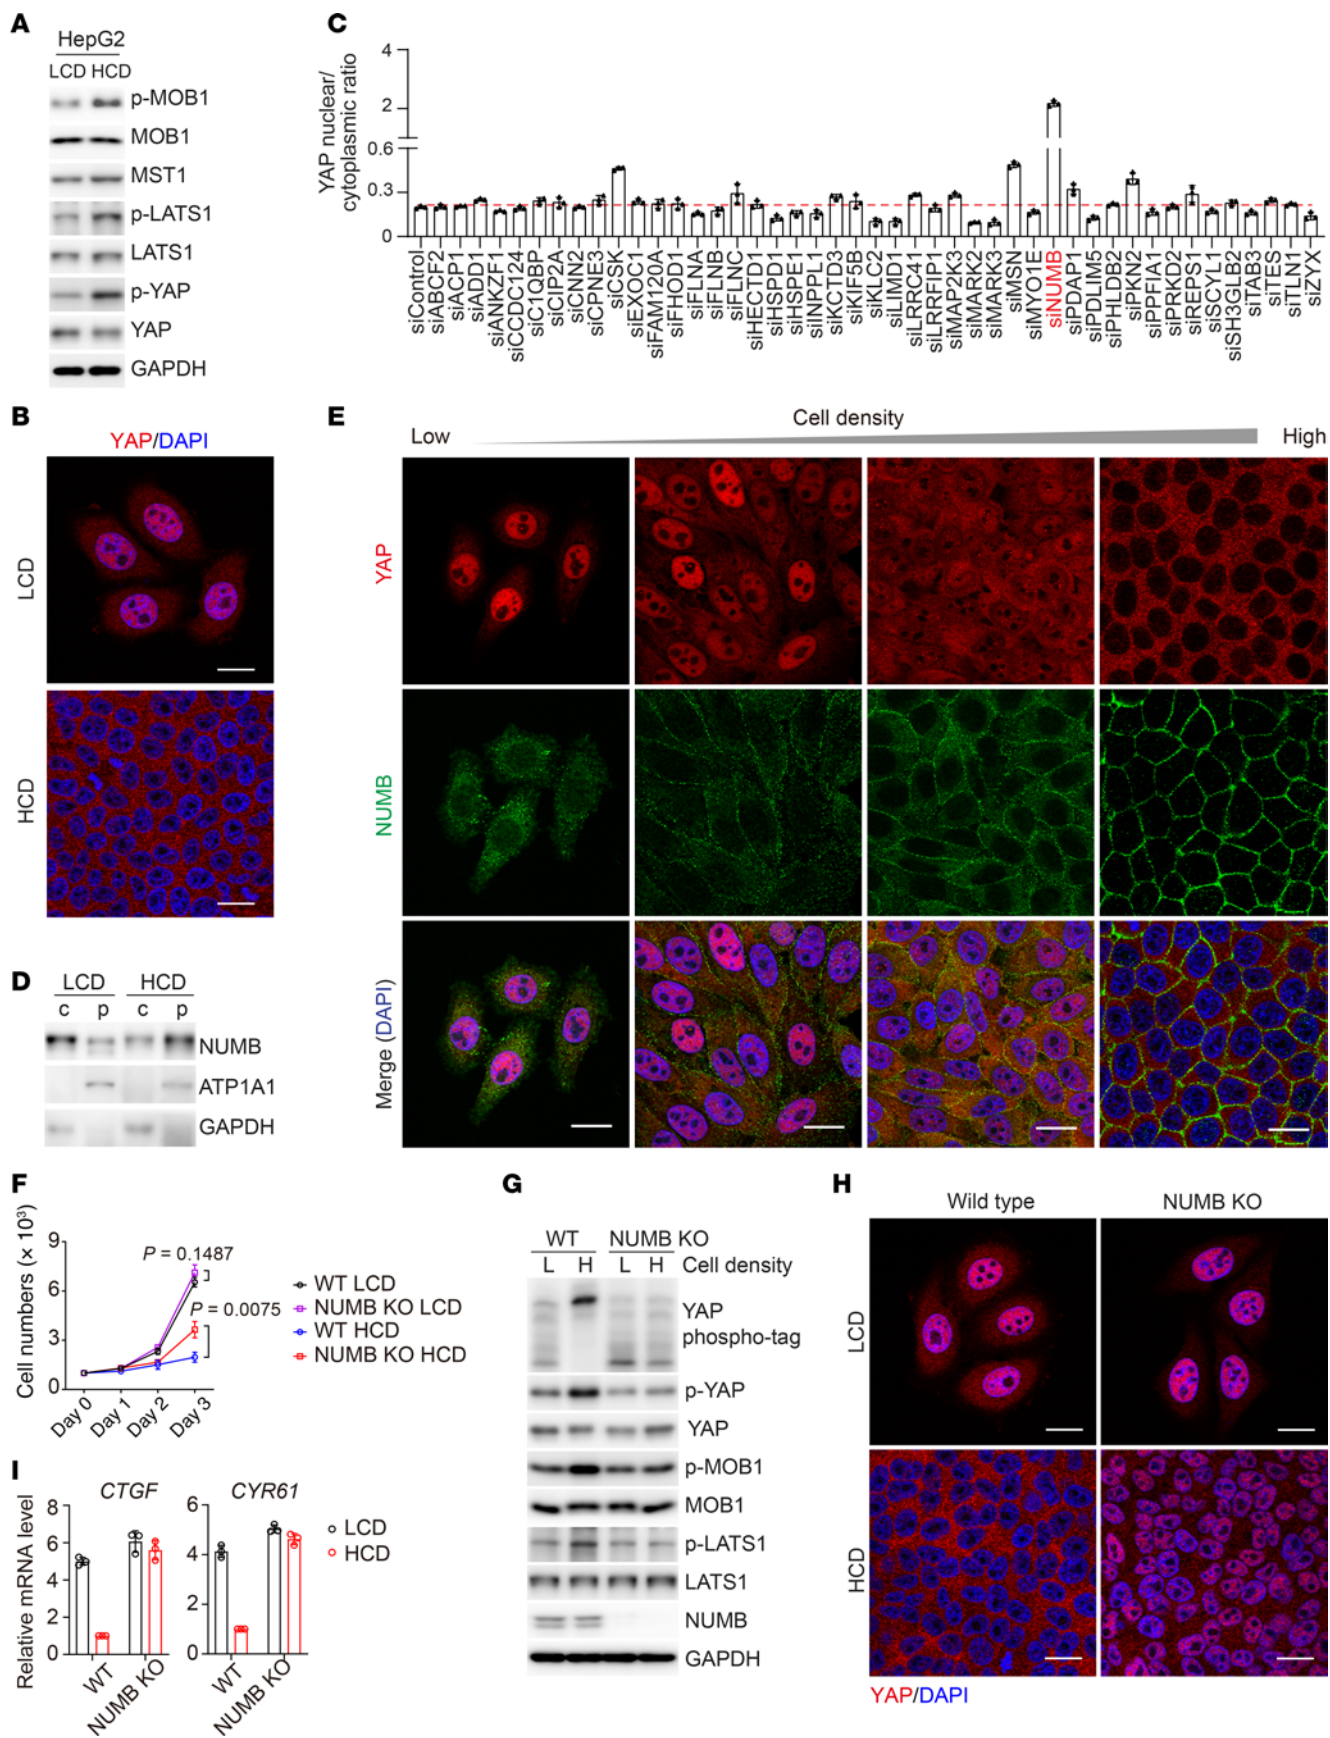 A
HepG2
LCD HCD
p-MOB1
MOB1
MST1
p-LATS1
LATS1
p-YAP
YAP
GAPDH
C
YAP nuclear/
cytoplasmic ratio
4
2
0.6
0.3
0
siControl
siABCF2
siACP1
siADD1
siANKZF1
siCCDC124
siC1QBP
siCIP2A
siCNN2
siCPNE3
siCSK
siEXOC1
siFAM120A
siFHOD1
siFLNA
siFLNB
siFLNC
siHECTD1
siHSPD1
siHSPE1
siINPPL1
siKCTD3
siKIF5B
siKLC2
siLIMD1
siLRRC41
siLRRFIP1
siMAP2K3
siMARK2
siMARK3
siMSN
siMYO1E
siNUMB
siPDAP1
siPDLIM5
siPHLDB2
siPKN2
siPPFIA1
siPRKD2
siREPS1
siSCYL1
siSH3GLB2
siTAB3
siTES
siTLN1
siZYX
B
YAP/DAPI
LCD
HCD
E
Cell density
Low
High
YAP
NUMB
Merge (DAPI)
D
LCD HCD
c p c p
NUMB
ATP1A1
GAPDH
F
Cell numbers (× 10³)
9
6
3
0
P = 0.1487
P = 0.0075
Day 0
Day 1
Day 2
Day 3
WT LCD
NUMB KO LCD
WT HCD
NUMB KO HCD
G
WT NUMB KO
L H L H Cell density
YAP
phospho-tag
p-YAP
YAP
p-MOB1
MOB1
p-LATS1
LATS1
NUMB
GAPDH
H
Wild type NUMB KO
LCD
HCD
YAP/DAPI
I
Relative mRNA level
CTGF
8
6
4
2
0
WT
NUMB KO
CYR61
6
4
2
0
WT
NUMB KO
LCD
HCD